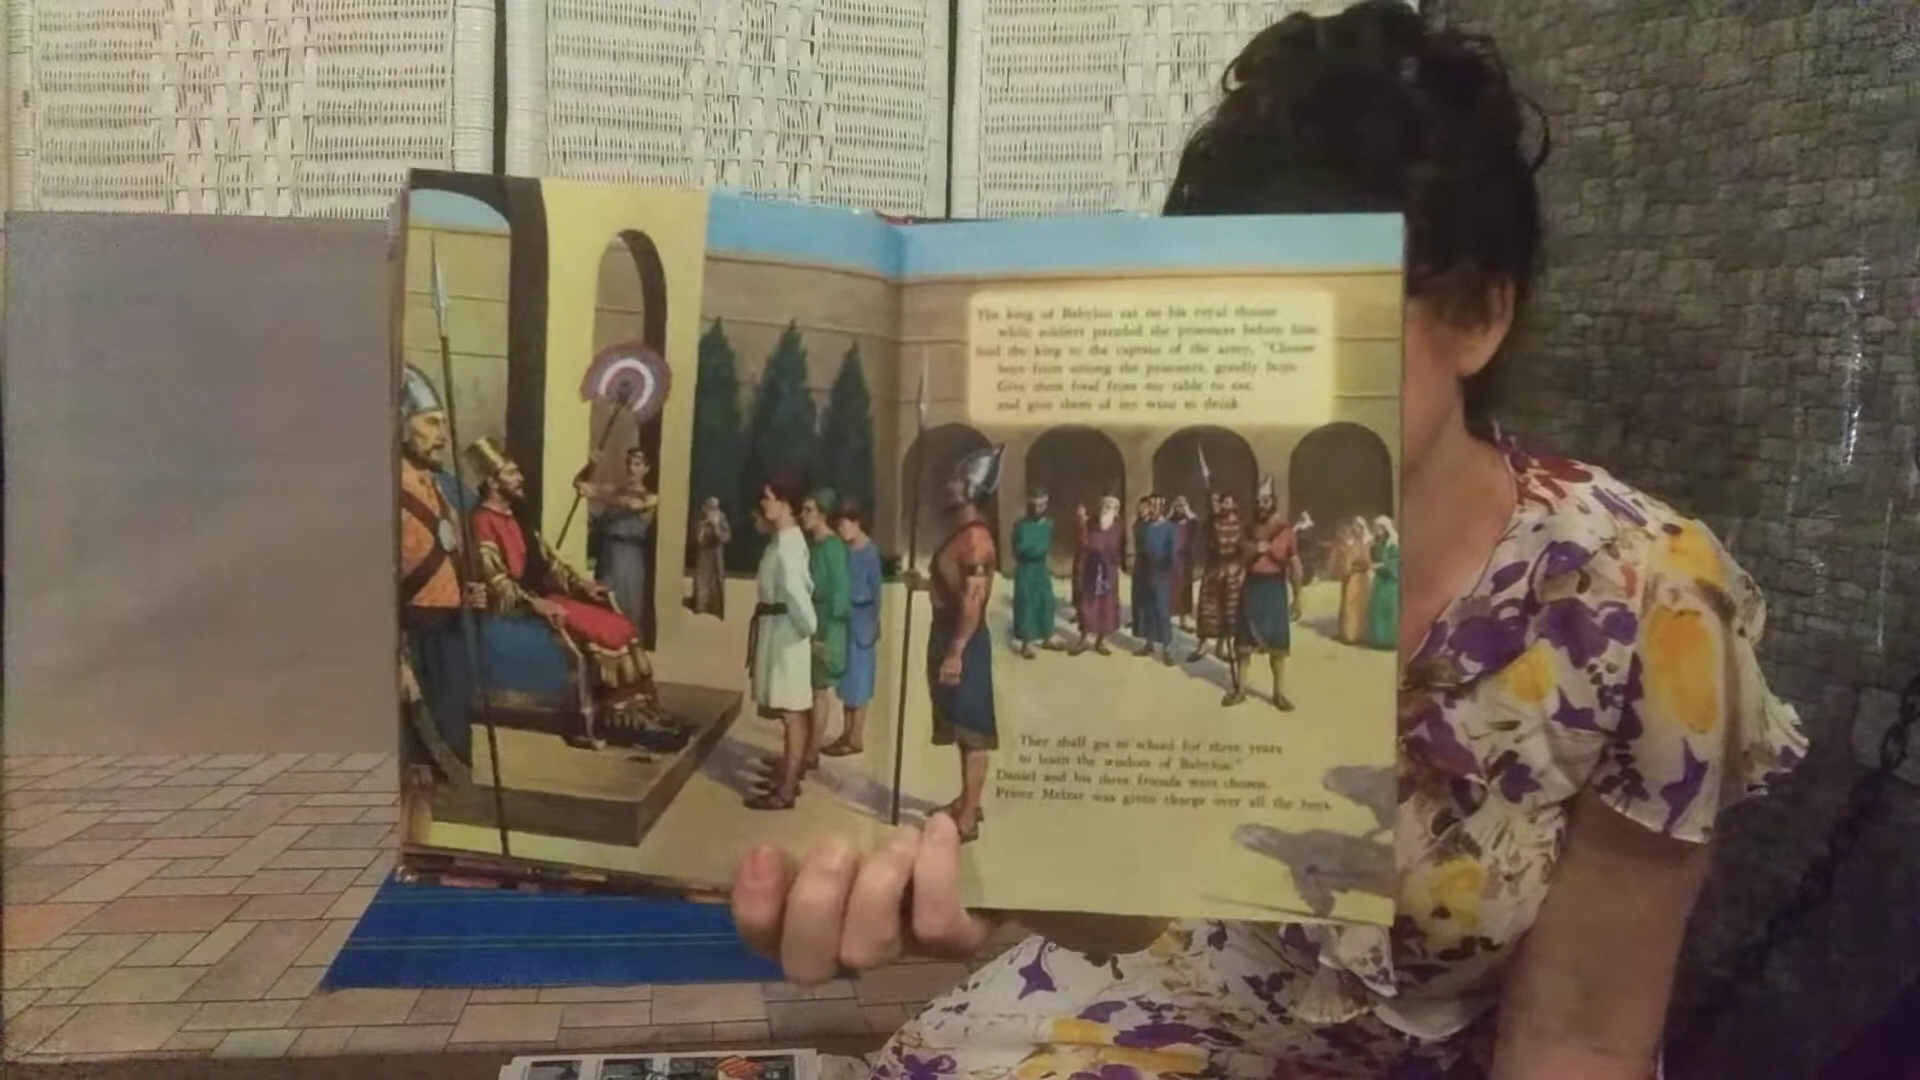 The king of Babylon sat on his royal throne
while soldiers paraded the prisoners before him.
Said the king to the captain of the army, "Choose
boys from among the prisoners, goodly boys.
Give them food from my table to eat,
and give them of my wine to drink.
They shall go to school for three years
to learn the wisdom of Babylon."
Daniel and his three friends were chosen.
Prince Melzar was given charge over all the boys.